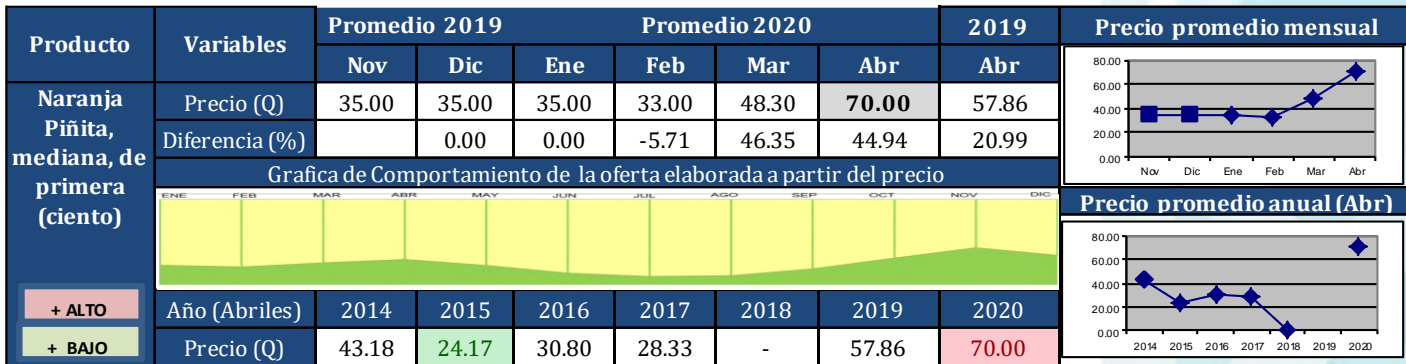 Producto Variables Promedio 2019 Promedio 2020 2019
Nov Dic Ene Feb Mar Abr Abr
Naranja Piñita, mediana, de primera (ciento)
Precio (Q) 35.00 35.00 35.00 33.00 48.30 70.00 57.86
Diferencia (%) 0.00 0.00 -5.71 46.35 44.94 20.99
Grafica de Comportamiento de la oferta elaborada a partir del precio
ENE FEB MAR ABR MAY JUN JUL AGO SEP OCT NOV DIC
+ ALTO
+ BAJO
Año (Abriles) 2014 2015 2016 2017 2018 2019 2020
Precio (Q) 43.18 24.17 30.80 28.33 - 57.86 70.00
Precio promedio mensual
80.00
60.00
40.00
20.00
0.00
Nov Dic Ene Feb Mar Abr
Precio promedio anual (Abr)
80.00
60.00
40.00
20.00
0.00
2014 2015 2016 2017 2018 2019 2020